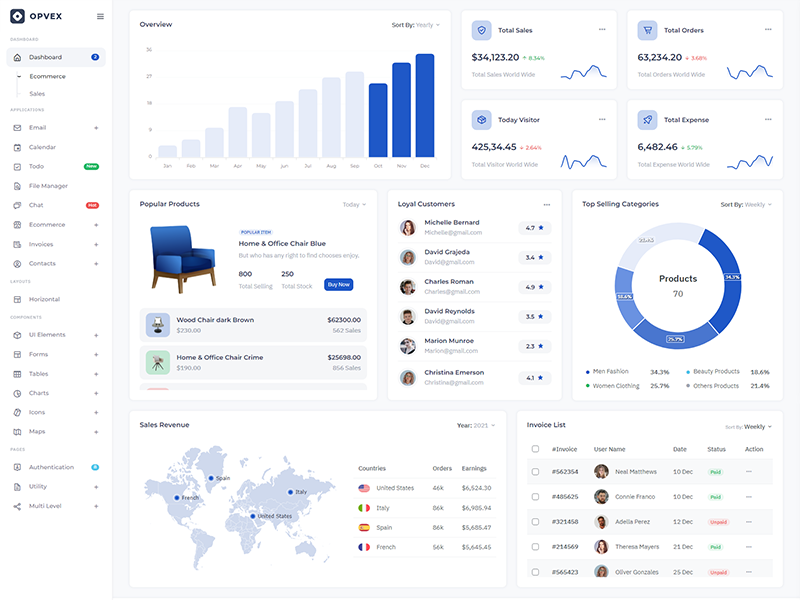 OPVEX
DASHBOARD
Dashboard 2
Ecommerce
Sales
APPLICATIONS
Email +
Calendar
Todo New
File Manager
Chat Hot
Ecommerce +
Invoices +
Contacts +
LAYOUTS
Horizontal
COMPONENTS
UI Elements +
Forms +
Tables +
Charts +
Icons +
Maps +
PAGES
Authentication
Utility +
Multi Level +
Overview Sort By: Yearly
36
27
18
9
0
Jan Feb Mar Apr May Jun Jul Aug Sep Oct Nov Dec
Total Sales
$34,123.20 8.34%
Total Sales World Wide
Total Orders
63,234.20 3.68%
Total Orders World Wide
Today Visitor
425,34.45 2.64%
Total Visitor World Wide
Total Expense
6,482.46 5.79%
Total Expense World Wide
Popular Products Today
POPULAR ITEM
Home & Office Chair Blue
But who has any right to find chooses enjoy.
800 250
Total Selling Total Stock Buy Now
Wood Chair dark Brown $62300.00
$230.00 562 Sales
Home & Office Chair Crime $25698.00
$190.00 856 Sales
Loyal Customers
Michelle Bernard 4.7
Michelle@gmail.com
David Grajeda 3.4
David@gmail.com
Charles Roman 4.9
Charles@gmail.com
David Reynolds 3.5
David@gmail.com
Marion Munroe 2.3
Marion@gmail.com
Christina Emerson 4.1
Christina@gmail.com
Top Selling Categories Sort By: Weekly
34.3%
25.7%
18.6%
Products
70
Men Fashion 34,3% Beauty Products 18,6%
Women Clothing 25.7% Others Products 21.4%
Sales Revenue Year: 2021
Spain
French
Italy
United States
Countries Orders Earnings
United States 46k $6,524.30
Italy 86k $6,985.94
Spain 86k $5,685.47
French 56k $5,645.45
Invoice List Sort By: Weekly
#Invoice User Name Date Status Action
#562354 Neal Matthews 10 Dec Paid
#485625 Connie Franco 10 Dec Paid
#321458 Adella Perez 12 Dec Unpaid
#214569 Theresa Mayers 21 Dec Paid
#565423 Oliver Gonzales 25 Dec Unpaid